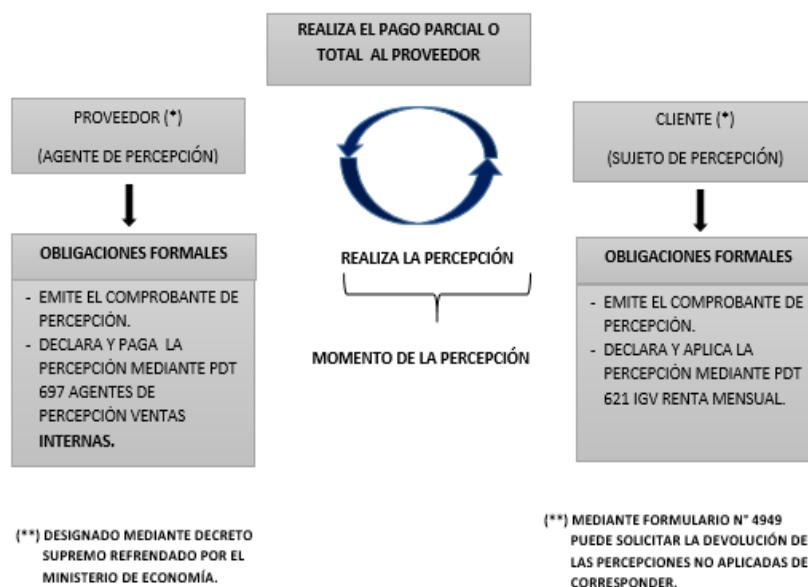 REALIZA EL PAGO PARCIAL O
TOTAL AL PROVEEDOR
PROVEEDOR (*)
(AGENTE DE PERCEPCIÓN)
CLIENTE (*)
(SUJETO DE PERCEPCIÓN)
OBLIGACIONES FORMALES
- EMITE EL COMPROBANTE DE
PERCEPCIÓN.
- DECLARA Y PAGA LA
PERCEPCIÓN MEDIANTE PDT
697 AGENTES DE
PERCEPCIÓN VENTAS
INTERNAS.
REALIZA LA PERCEPCIÓN
MOMENTO DE LA PERCEPCIÓN
OBLIGACIONES FORMALES
- EMITE EL COMPROBANTE DE
PERCEPCIÓN.
- DECLARA Y APLICA LA
PERCEPCIÓN MEDIANTE PDT
621 IGV RENTA MENSUAL.
(**) DESIGNADO MEDIANTE DECRETO
SUPREMO REFRENDADO POR EL
MINISTERIO DE ECONOMÍA.
(**) MEDIANTE FORMULARIO N° 4949
PUEDE SOLICITAR LA DEVOLUCIÓN DE
LAS PERCEPCIONES NO APLICADAS DE
CORRESPONDER.